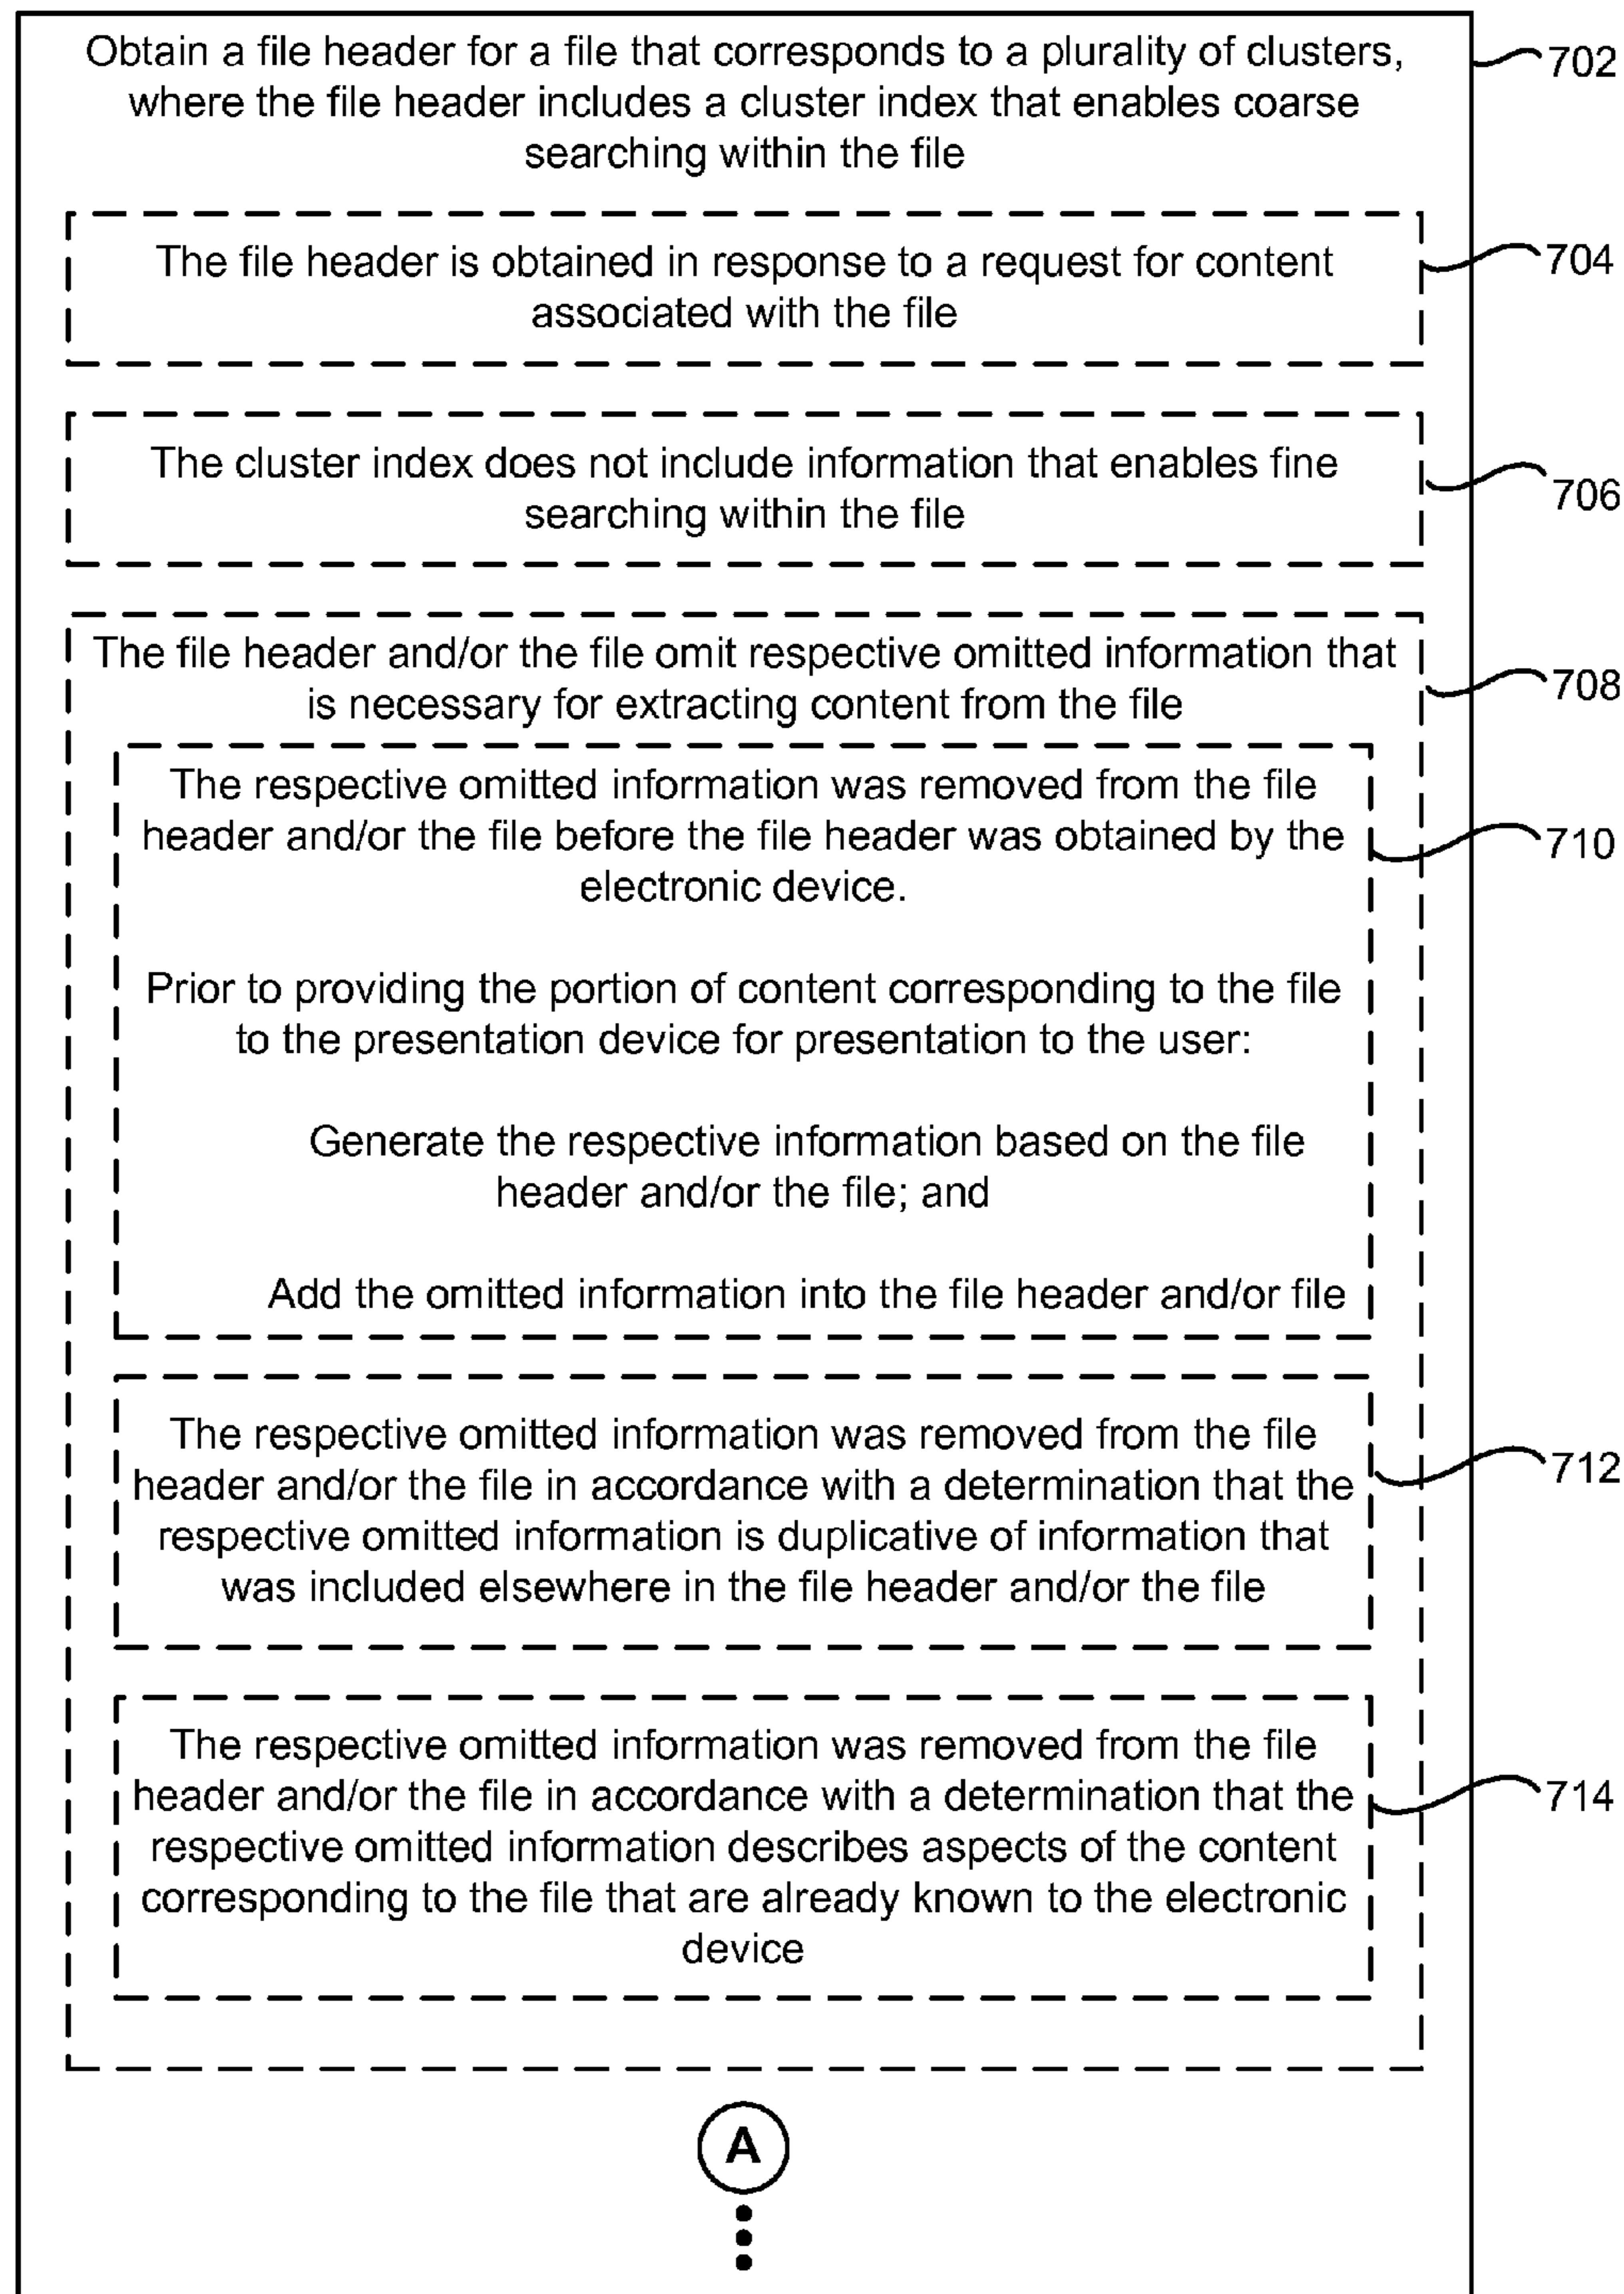 Obtain a file header for a file that corresponds to a plurality of clusters,
where the file header includes a cluster index that enables coarse
searching within the file
702
The file header is obtained in response to a request for content
associated with the file
704
The cluster index does not include information that enables fine
searching within the file
706
The file header and/or the file omit respective omitted information that
is necessary for extracting content from the file
708
The respective omitted information was removed from the file
header and/or the file before the file header was obtained by the
electronic device.
710
Prior to providing the portion of content corresponding to the file
to the presentation device for presentation to the user:
Generate the respective information based on the file
header and/or the file; and
Add the omitted information into the file header and/or file
The respective omitted information was removed from the file
header and/or the file in accordance with a determination that the
respective omitted information is duplicative of information that
was included elsewhere in the file header and/or the file
712
The respective omitted information was removed from the file
header and/or the file in accordance with a determination that the
respective omitted information describes aspects of the content
corresponding to the file that are already known to the electronic
device
714
A